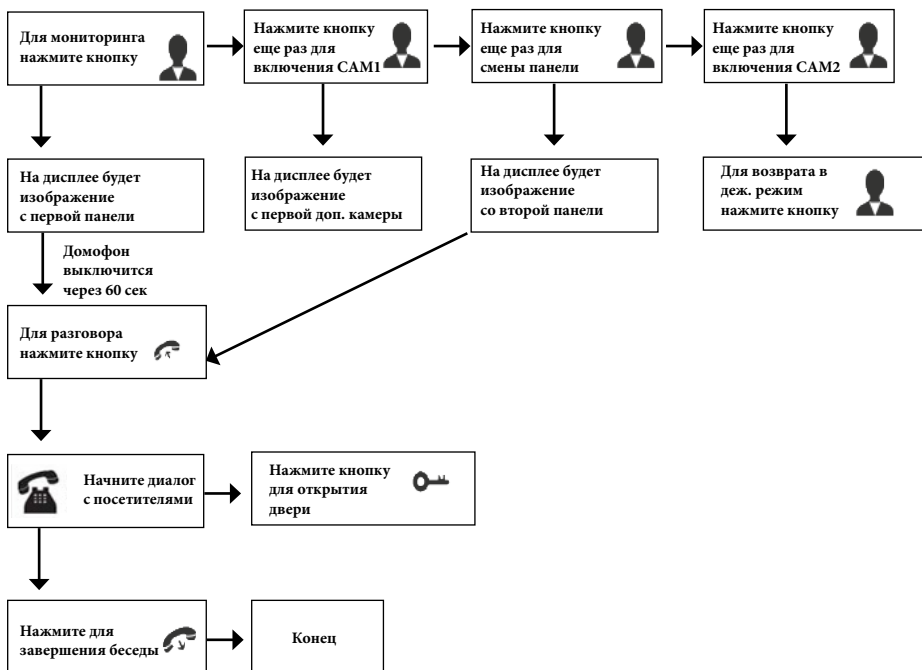 Для мониторинга
нажмите кнопку
Нажмите кнопку
еще раз для
включения CAM1
Нажмите кнопку
еще раз для
смены панели
Нажмите кнопку
еще раз для
включения CAM2
На дисплее будет
изображение
с первой панели
На дисплее будет
изображение
с первой доп. камеры
На дисплее будет
изображение
со второй панели
Для возврата в
деж. режим
нажмите кнопку
Домофон
выключится
через 60 сек
Для разговора
нажмите кнопку
Начните диалог
с посетителями
Нажмите кнопку
для открытия
двери
Нажмите для
завершения беседы
Конец